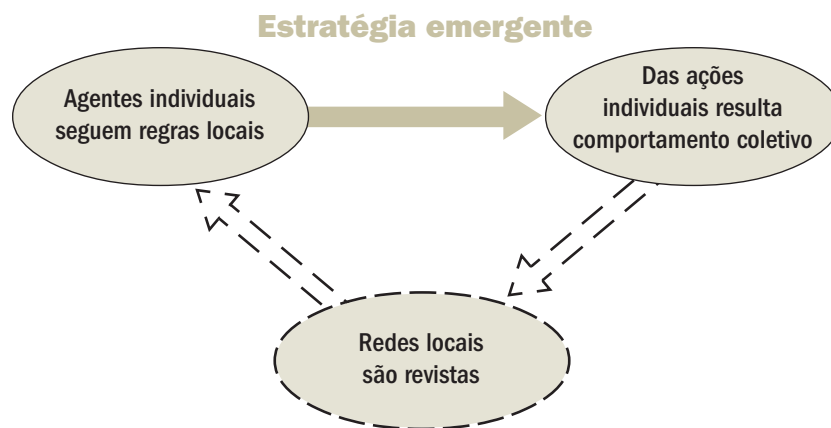 Estratégia emergente
Agentes individuais
seguem regras locais
Das ações
individuais resulta
comportamento coletivo
Redes locais
são revistas